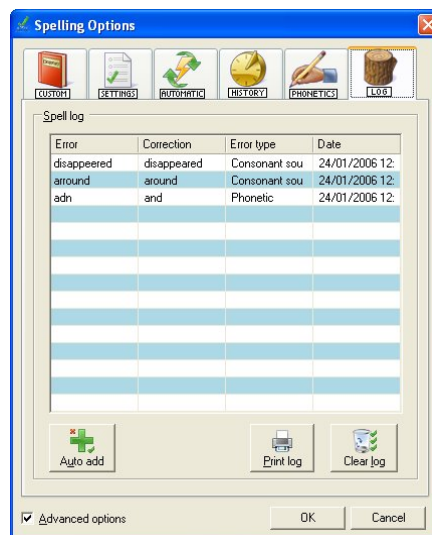 Spelling Options
CUSTOM SETTINGS AUTOMATIC HISTORY PHONETICS LOG
Spell log
Error Correction Error type Date
disappeered disappeared Consonant sou 24/01/2006 12:
arround around Consonant sou 24/01/2006 12:
adn and Phonetic 24/01/2006 12:
Auto add Print log Clear log
Advanced options OK Cancel